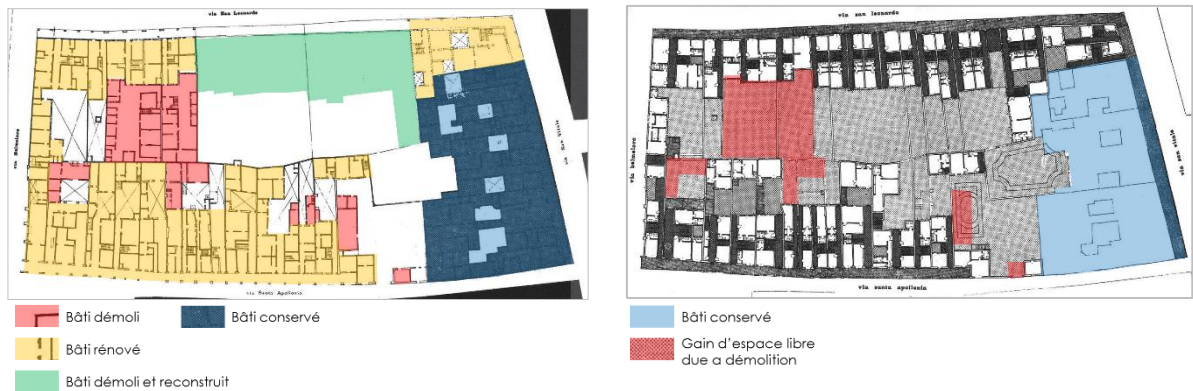 via San Leonardo
via Belmeloro
via San Vitale
via Santa Apollonia
Bâti démoli
Bâti conservé
Bâti rénové
Bâti démoli et reconstruit
via san leonardo
via belmeloro
via san vitale
via santa apollonia
Bâti conservé
Gain d'espace libre
due a démolition